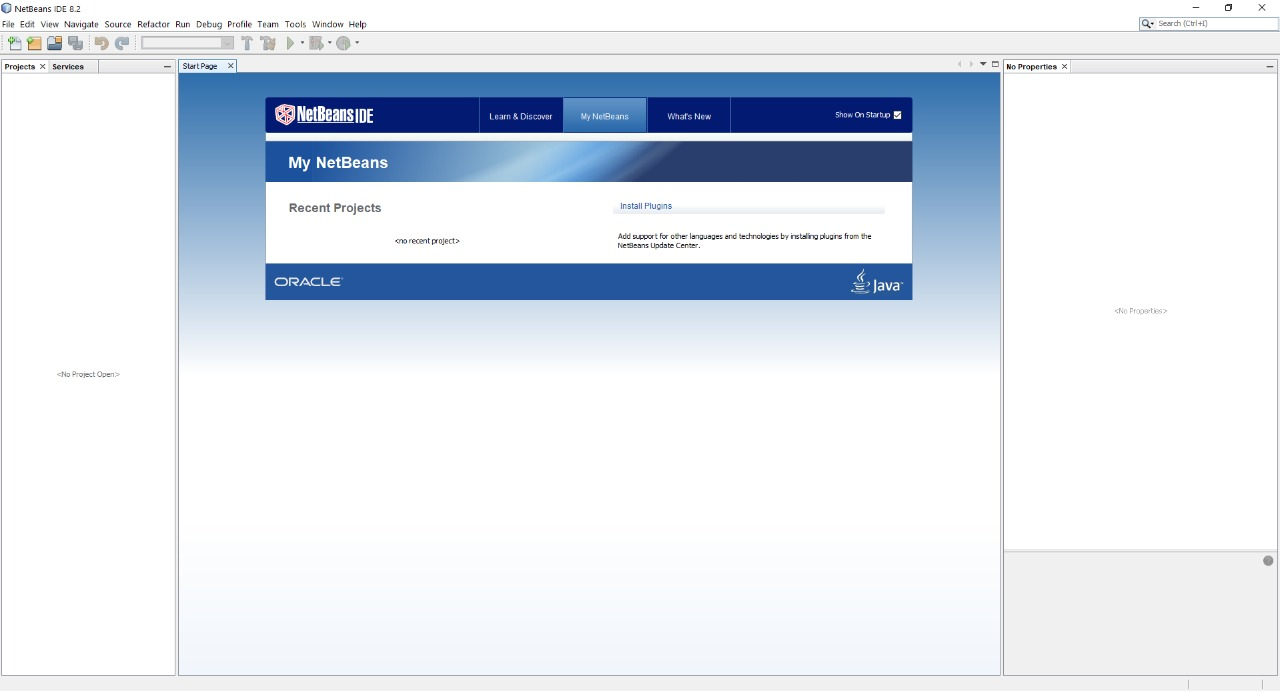 NetBeans IDE 8.2
File Edit View Navigate Source Refactor Run Debug Profile Team Tools Window Help
Search (Ctrl+I)
Projects Services
Start Page
No Properties
NetBeans IDE
Learn & Discover
My NetBeans
What's New
Show On Startup
My NetBeans
Recent Projects
<no recent project>
Install Plugins
Add support for other languages and technologies by installing plugins from the
NetBeans Update Center.
ORACLE
Java
<No Project Open>
<No Properties>